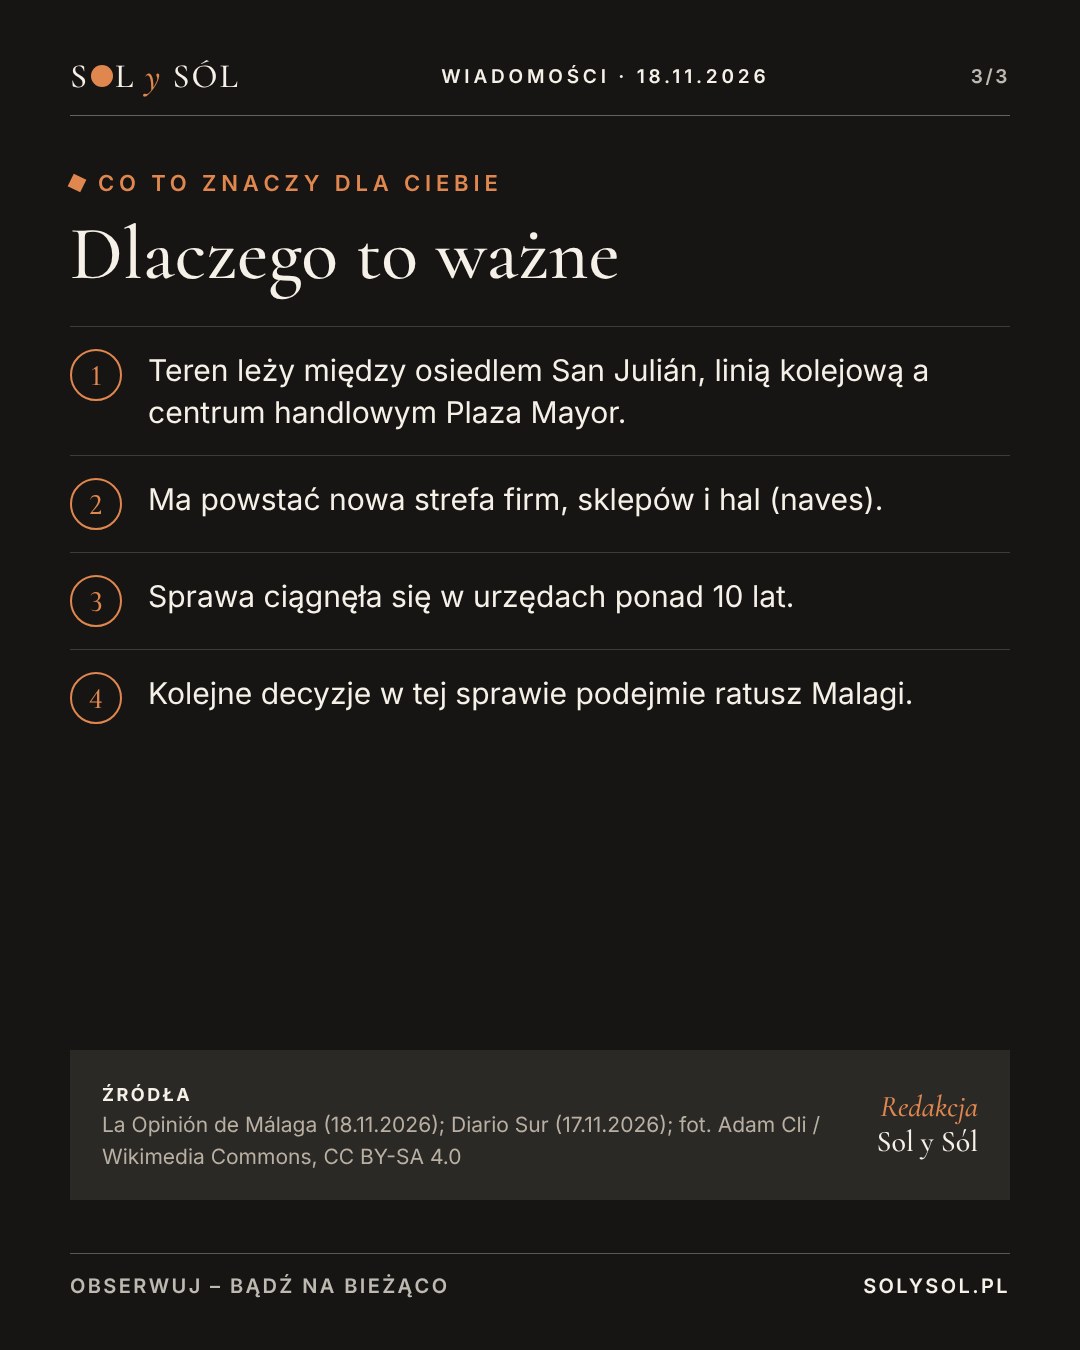 SOL y SÓL
WIADOMOŚCI · 18.11.2026
3/3
CO TO ZNACZY DLA CIEBIE
Dlaczego to ważne
1
Teren leży między osiedlem San Julián, linią kolejową a
centrum handlowym Plaza Mayor.
2
Ma powstać nowa strefa firm, sklepów i hal (naves).
3
Sprawa ciągnęła się w urzędach ponad 10 lat.
4
Kolejne decyzje w tej sprawie podejmie ratusz Malagi.
ŹRÓDŁA
La Opinión de Málaga (18.11.2026); Diario Sur (17.11.2026); fot. Adam Cli /
Wikimedia Commons, CC BY-SA 4.0
Redakcja
Sol y Sól
OBSERWUJ – BĄDŹ NA BIEŻĄCO
SOLYSOL.PL